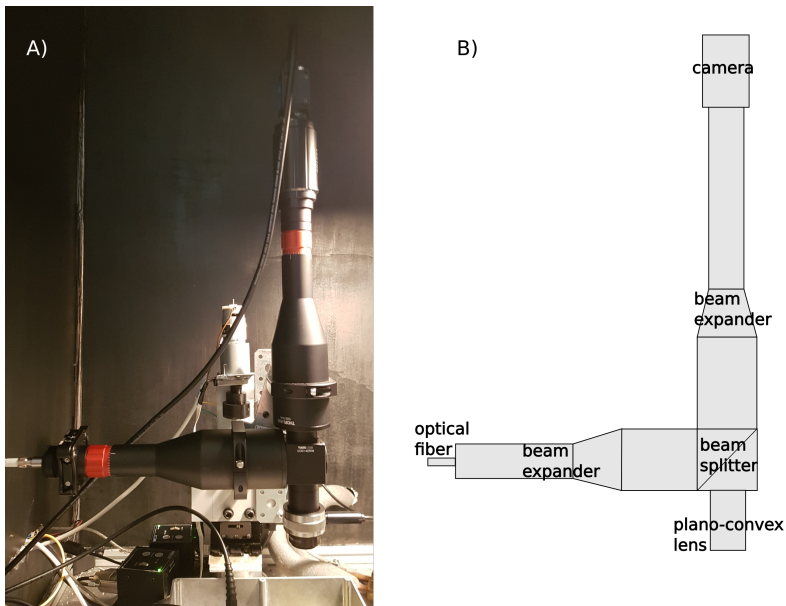 A)
B)
camera
beam
expander
optical
fiber
beam
expander
beam
splitter
plano-convex
lens